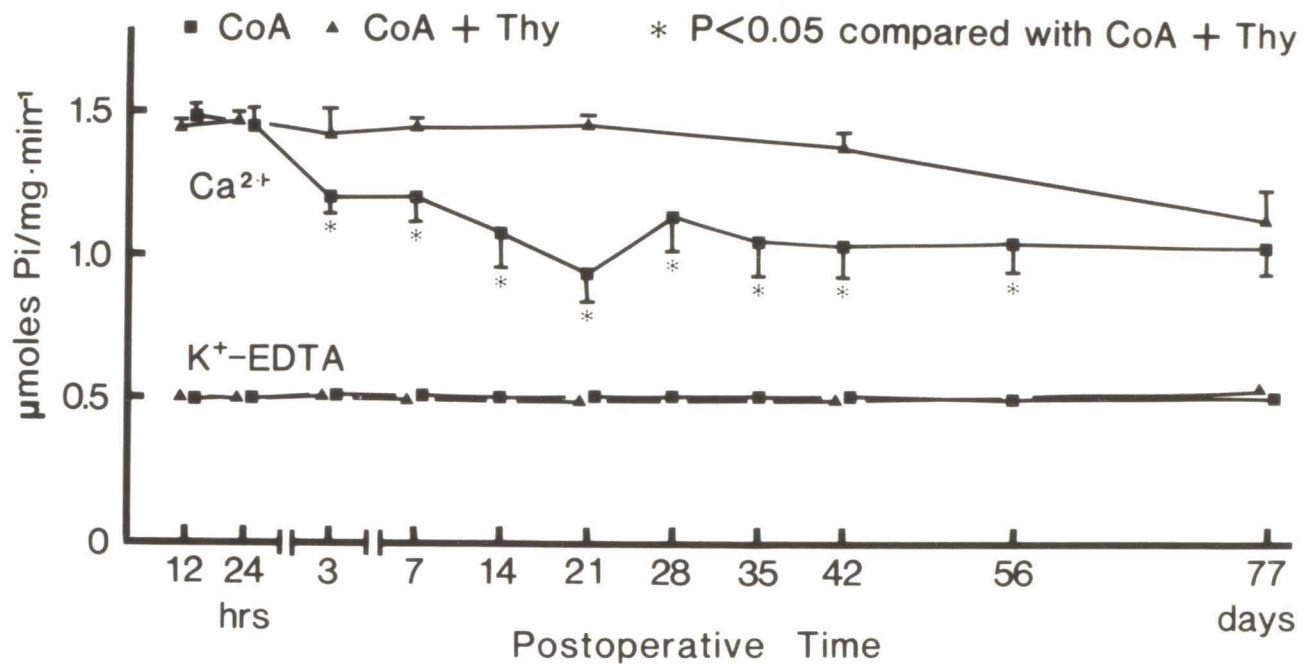 ■ CoA ▲ CoA + Thy * P<0.05 compared with CoA + Thy
µmoles Pi/mg·min⁻¹
1.5
Ca²⁺
1.0
K⁺-EDTA
0.5
0
12 24 3 7 14 21 28 35 42 56 77
hrs days
Postoperative Time